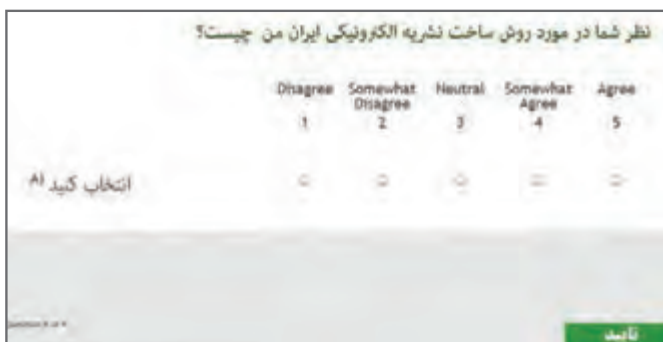 نظر شما در مورد روش ساخت نشریه الکترونیکی ایران من چیست؟
Disagree Somewhat Disagree Neutral Somewhat Agree Agree
1 2 3 4 5
انتخاب کنید A۱
تایید